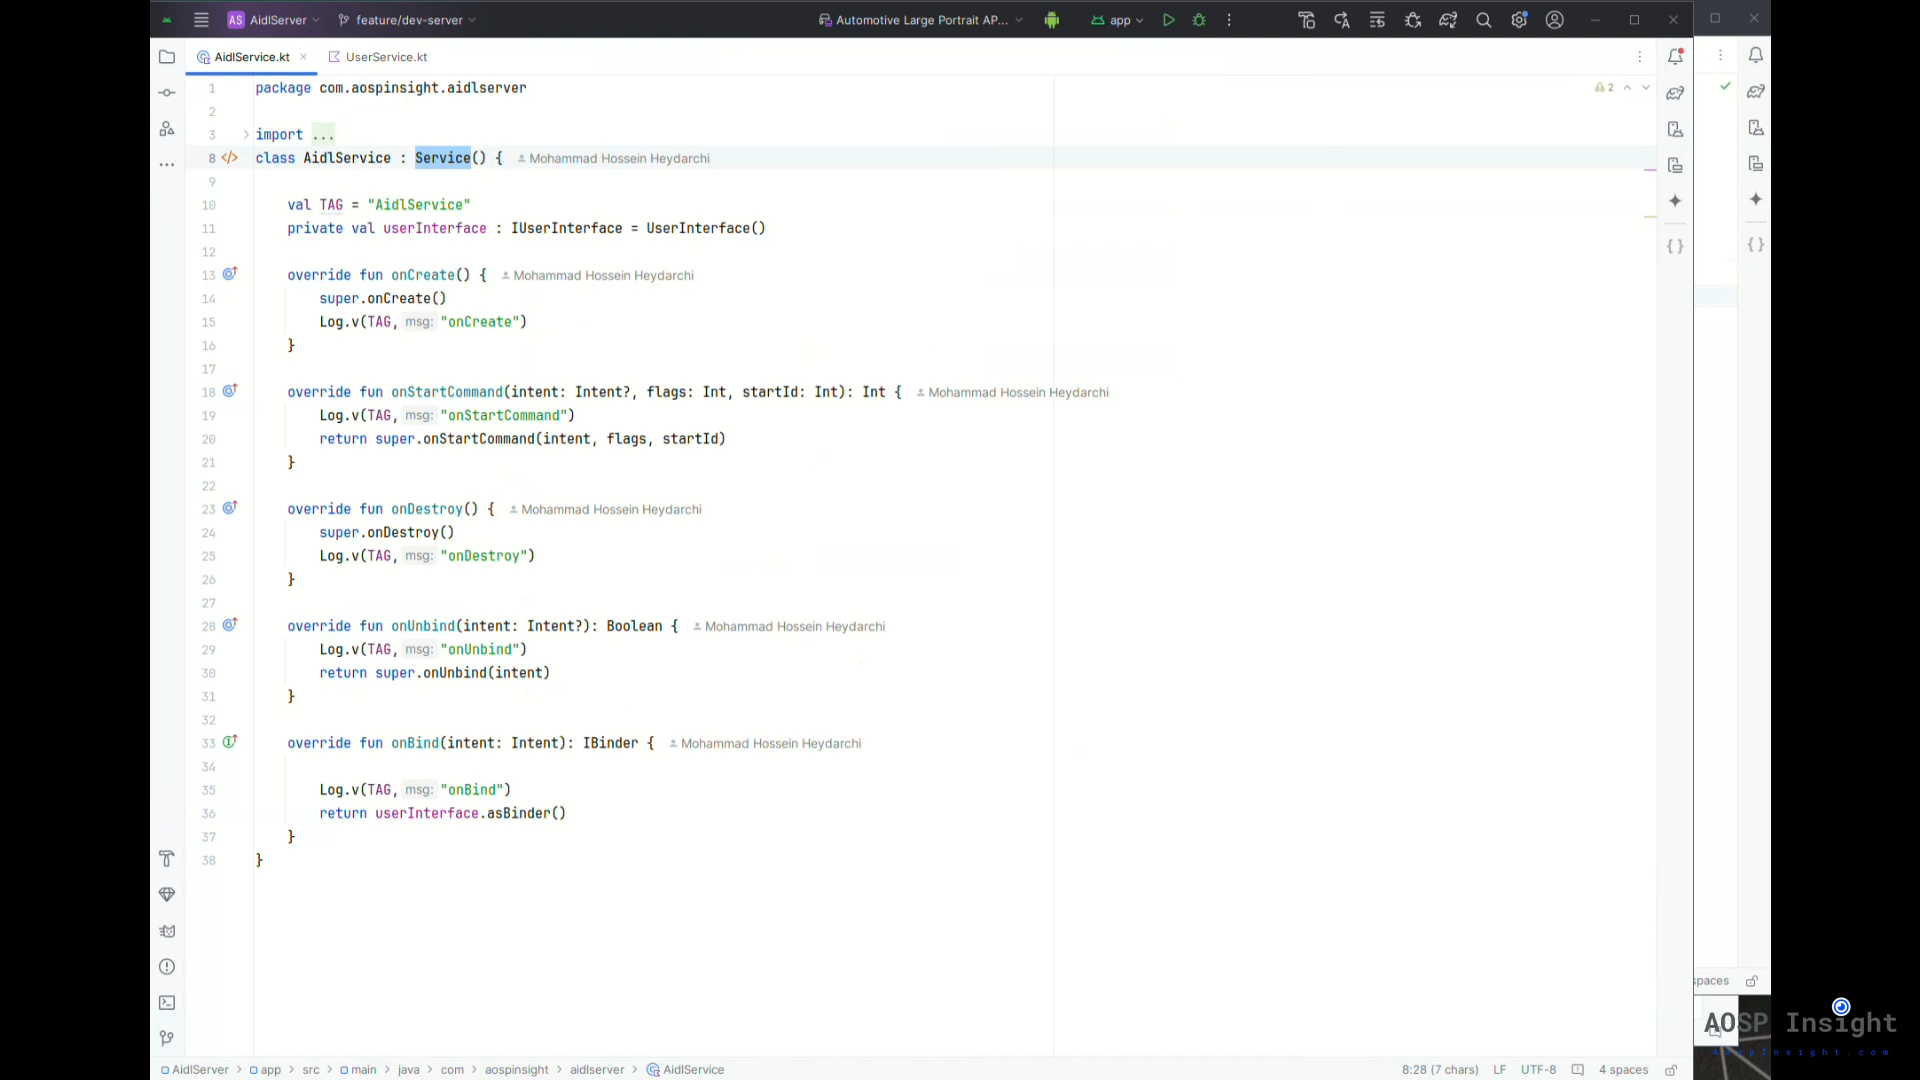 AS AidlServer feature/dev-server Automotive Large Portrait AP... app
AidlService.kt UserService.kt
1 package com.aospinsight.aidlserver 2
2
3 import ...
8 class AidlService : Service() { Mohammad Hossein Heydarchi
9
10 val TAG = "AidlService"
11 private val userInterface : IUserInterface = UserInterface()
12
13 override fun onCreate() { Mohammad Hossein Heydarchi
14 super.onCreate()
15 Log.v(TAG, msg: "onCreate")
16 }
17
18 override fun onStartCommand(intent: Intent?, flags: Int, startId: Int): Int { Mohammad Hossein Heydarchi
19 Log.v(TAG, msg: "onStartCommand")
20 return super.onStartCommand(intent, flags, startId)
21 }
22
23 override fun onDestroy() { Mohammad Hossein Heydarchi
24 super.onDestroy()
25 Log.v(TAG, msg: "onDestroy")
26 }
27
28 override fun onUnbind(intent: Intent?): Boolean { Mohammad Hossein Heydarchi
29 Log.v(TAG, msg: "onUnbind")
30 return super.onUnbind(intent)
31 }
32
33 override fun onBind(intent: Intent): IBinder { Mohammad Hossein Heydarchi
34
35 Log.v(TAG, msg: "onBind")
36 return userInterface.asBinder()
37 }
38 }
spaces
AOSP Insight
AospInsight.com
AidlServer > app > src > main > java > com > aospinsight > aidlserver > AidlService 8:28 (7 chars) LF UTF-8 4 spaces